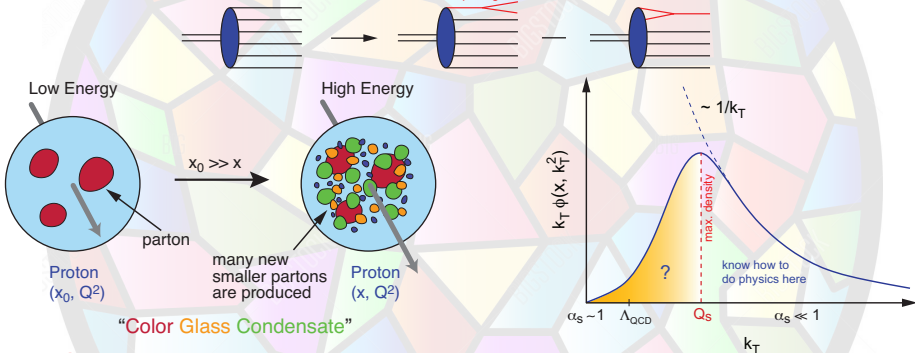 Low Energy
High Energy
x₀ >> x
parton
many new
smaller partons
are produced
Proton
(x₀, Q²)
Proton
(x, Q²)
"Color Glass Condensate"
k_T φ(x, k_T²)
~ 1/k_T
max. density
?
know how to
do physics here
α_s ~ 1
Λ_QCD
Q_s
α_s ≪ 1
k_T